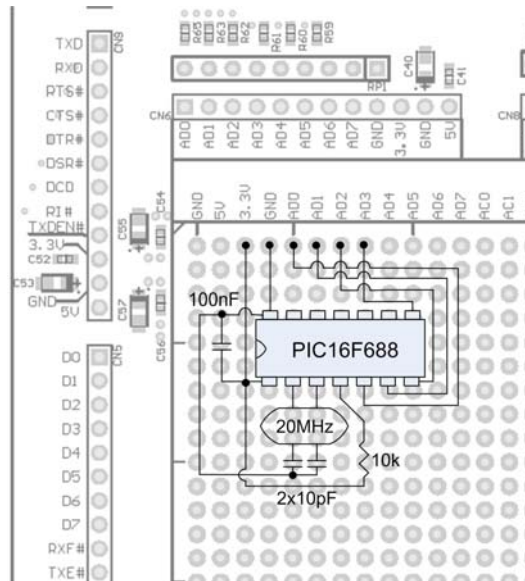 R65 R63 R62 R61 R60 R59
TXD CN9
RXD
RTS#
CTS#
DTR#
DSR#
DCD
RI#
TXDEN#
3.3V
C52
C53
GND
5V
C54
C55
C57
C56
C40
C41
RP1
CN6
AD0 AD1 AD2 AD3 AD4 AD5 AD6 AD7 GND 3.3V GND 5V
CN8
GND 5V 3.3V GND AD0 AD1 AD2 AD3 AD4 AD5 AD6 AD7 AC0 AC1
100nF
PIC16F688
20MHz
10k
2x10pF
D0 CN5
D1
D2
D3
D4
D5
D6
D7
RXF#
TXE#